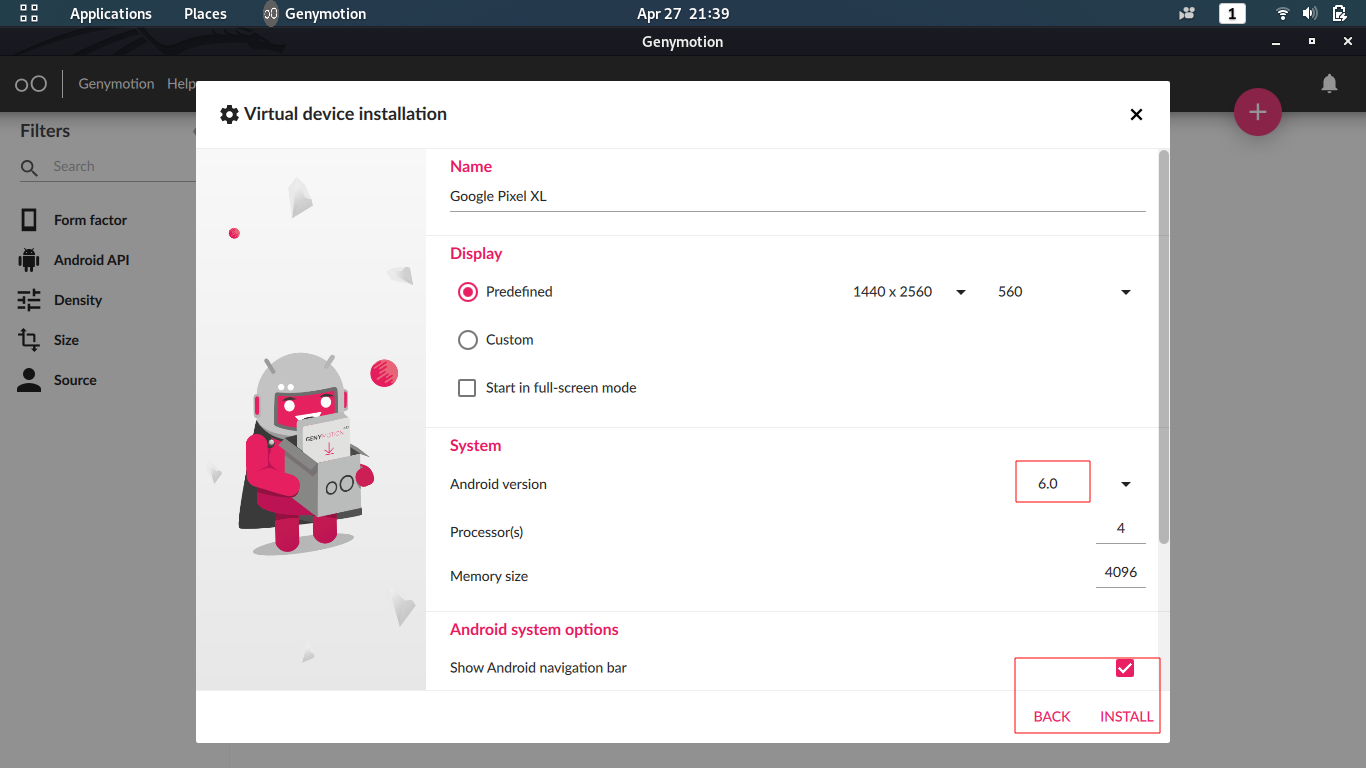 Applications Places Genymotion Apr 27 21:39 1
Genymotion
Genymotion Help
Filters
Search
Form factor
Android API
Density
Size
Source
Virtual device installation
GENYMOTION
Name
Google Pixel XL
Display
Predefined 1440 x 2560 560
Custom
Start in full-screen mode
System
Android version 6.0
Processor(s) 4
Memory size 4096
Android system options
Show Android navigation bar
BACK INSTALL